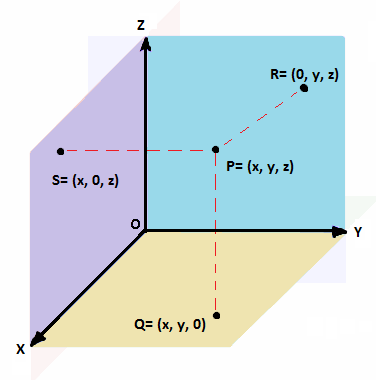 Z
R= (0, y, z)
P= (x, y, z)
S= (x, 0, z)
O
Y
Q= (x, y, 0)
X